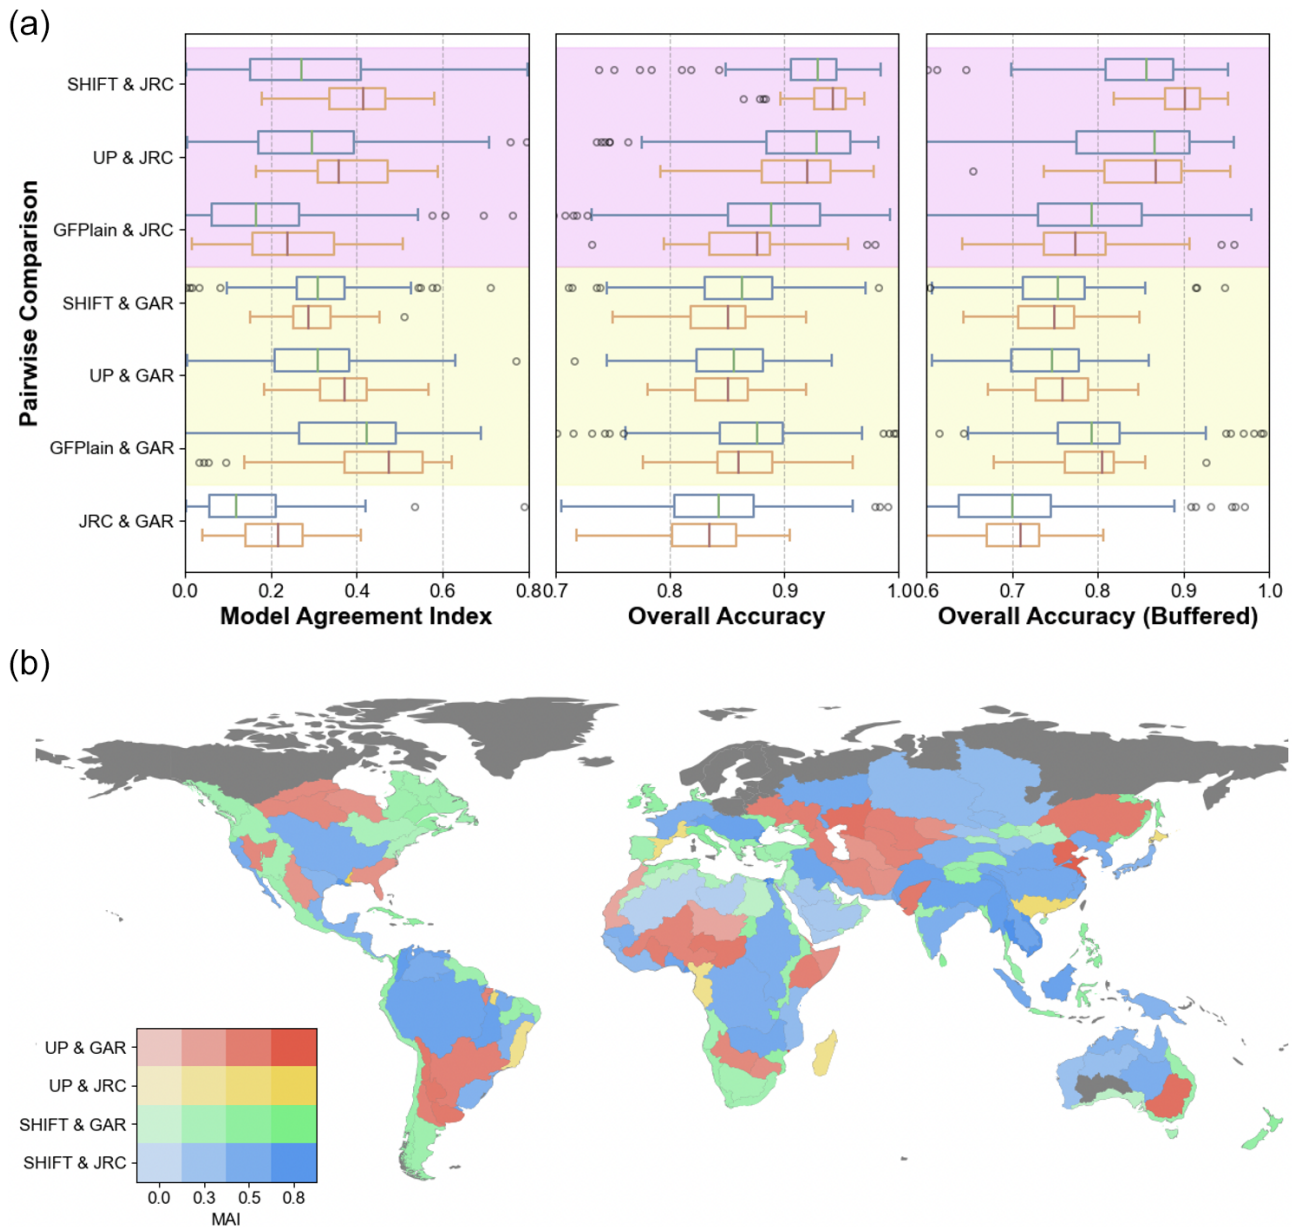 (a)
Pairwise Comparison
SHIFT & JRC
UP & JRC
GFPlain & JRC
SHIFT & GAR
UP & GAR
GFPlain & GAR
JRC & GAR
0.0 0.2 0.4 0.6 0.8
Model Agreement Index
0.7 0.8 0.9 1.0
Overall Accuracy
0.6 0.7 0.8 0.9 1.0
Overall Accuracy (Buffered)
(b)
UP & GAR
UP & JRC
SHIFT & GAR
SHIFT & JRC
0.0 0.3 0.5 0.8
MAI